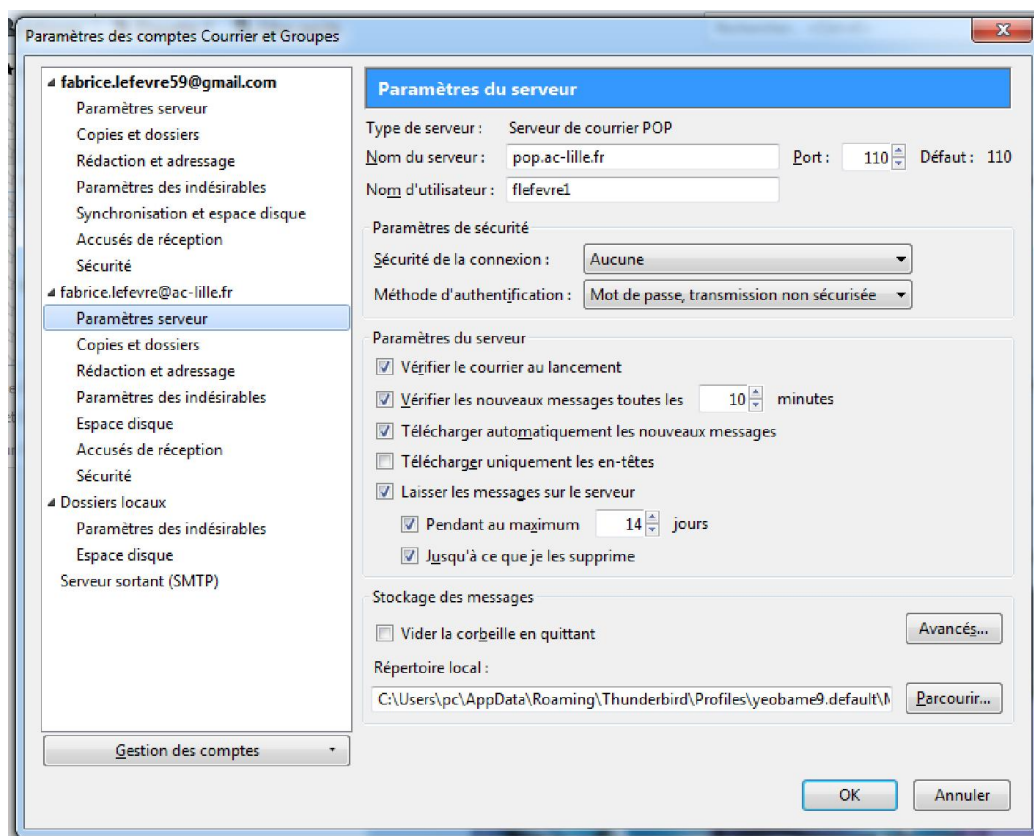 Paramètres des comptes Courrier et Groupes
fabrice.lefevre59@gmail.com
Paramètres serveur
Copies et dossiers
Rédaction et adressage
Paramètres des indésirables
Synchronisation et espace disque
Accusés de réception
Sécurité
fabrice.lefevre@ac-lille.fr
Paramètres serveur
Copies et dossiers
Rédaction et adressage
Paramètres des indésirables
Espace disque
Accusés de réception
Sécurité
Dossiers locaux
Paramètres des indésirables
Espace disque
Serveur sortant (SMTP)
Gestion des comptes
Paramètres du serveur
Type de serveur : Serveur de courrier POP
Nom du serveur : pop.ac-lille.fr Port : 110 Défaut : 110
Nom d'utilisateur : flefevre1
Paramètres de sécurité
Sécurité de la connexion : Aucune
Méthode d'authentification : Mot de passe, transmission non sécurisée
Paramètres du serveur
Vérifier le courrier au lancement
Vérifier les nouveaux messages toutes les 10 minutes
Télécharger automatiquement les nouveaux messages
Télécharger uniquement les en-têtes
Laisser les messages sur le serveur
Pendant au maximum 14 jours
Jusqu'à ce que je les supprime
Stockage des messages
Vider la corbeille en quittant Avancés...
Répertoire local :
C:\Users\pc\AppData\Roaming\Thunderbird\Profiles\yeobame9.default\M Parcourir...
OK Annuler